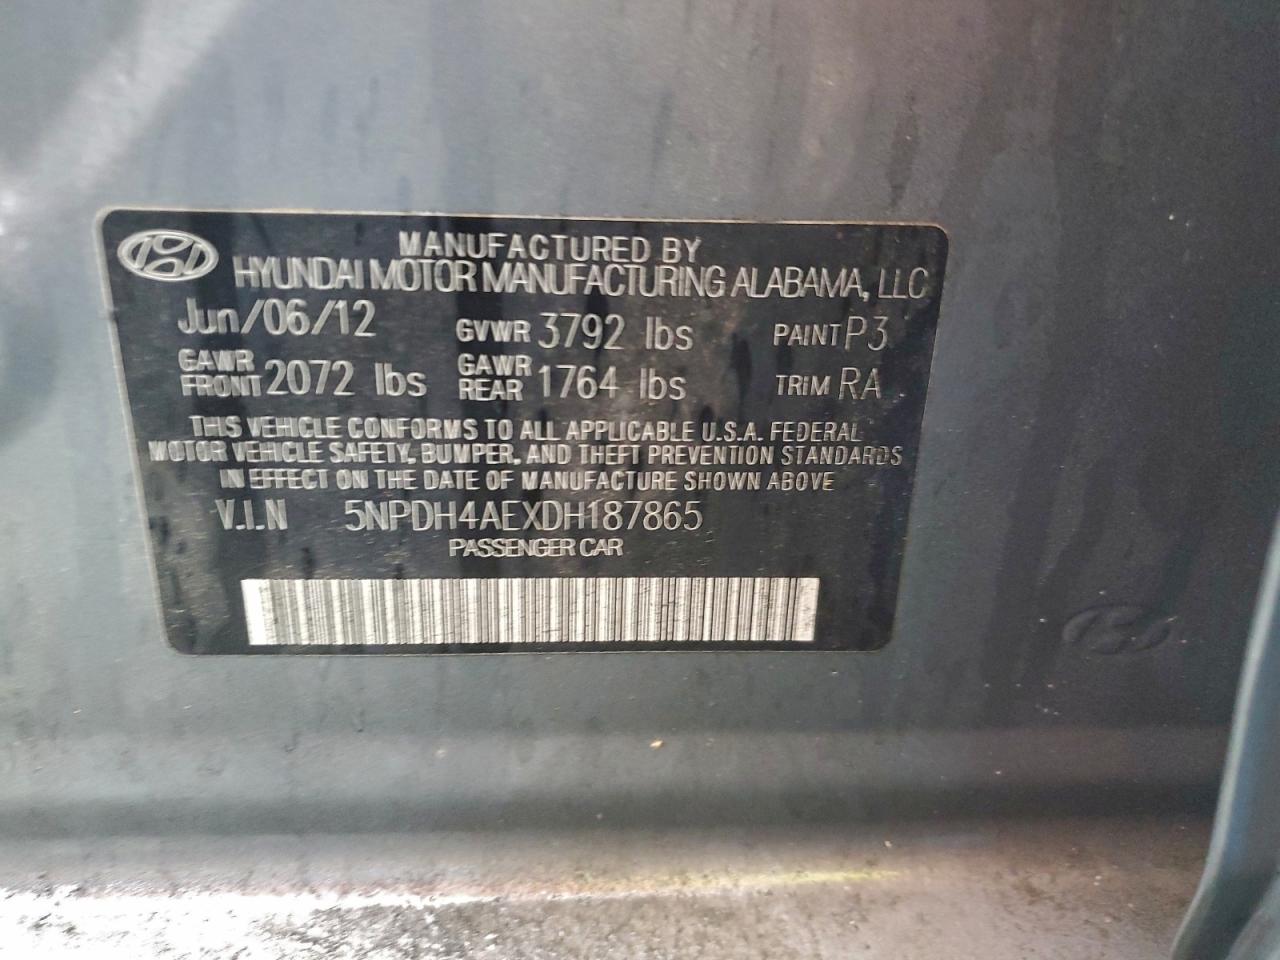 MANUFACTURED BY
HYUNDAI MOTOR MANUFACTURING ALABAMA, LLC
Jun/06/12 GVWR 3792 lbs PAINT P3
GAWR FRONT 2072 lbs GAWR REAR 1764 lbs TRIM RA
THIS VEHICLE CONFORMS TO ALL APPLICABLE U.S.A. FEDERAL
MOTOR VEHICLE SAFETY, BUMPER, AND THEFT PREVENTION STANDARDS
IN EFFECT ON THE DATE OF MANUFACTURE SHOWN ABOVE
V.I.N 5NPDH4AEXDH187865
PASSENGER CAR